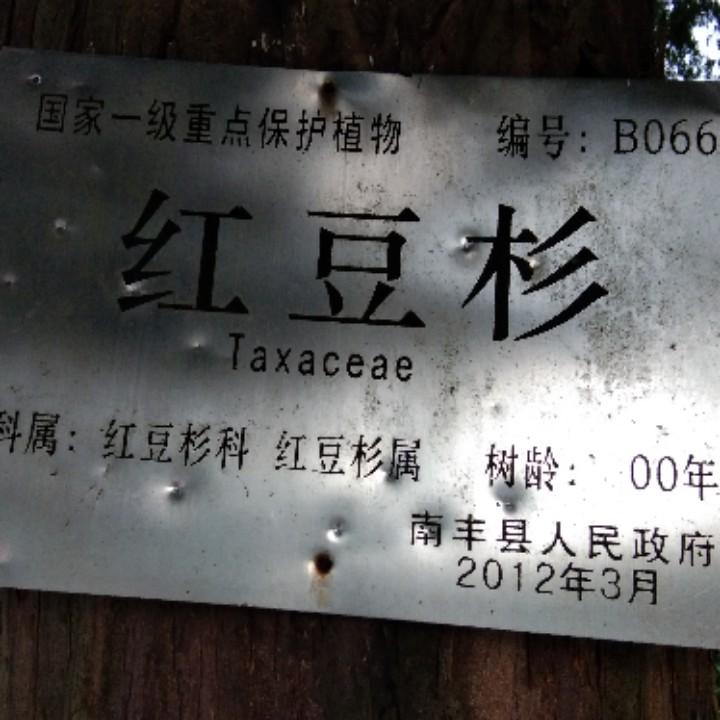 国家一级重点保护植物 编号: B066
红豆杉
Taxaceae
科属: 红豆杉科 红豆杉属 树龄: 00年
南丰县人民政府
2012年3月